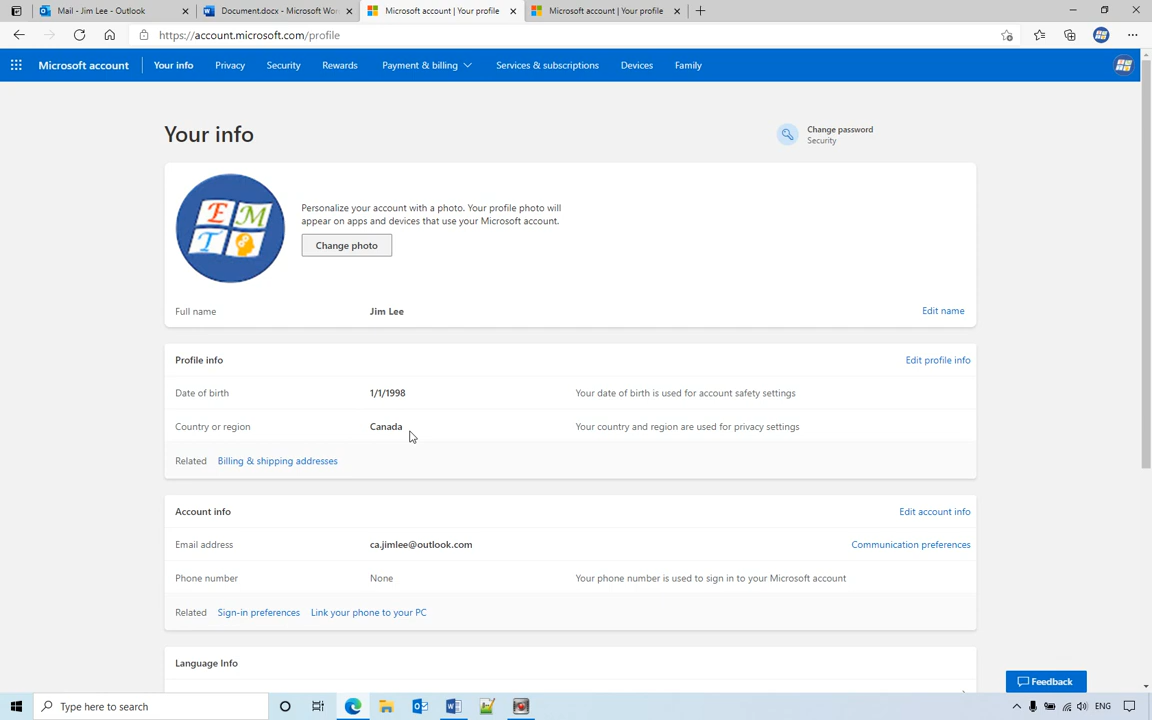 Mail - Jim Lee - Outlook
Document.docx - Microsoft Wor
Microsoft account | Your profile
Microsoft account | Your profile
https://account.microsoft.com/profile
Microsoft account
Your info
Privacy
Security
Rewards
Payment & billing
Services & subscriptions
Devices
Family
Your info
Change password
Security
E M
T
Personalize your account with a photo. Your profile photo will
appear on apps and devices that use your Microsoft account.
Change photo
Full name
Jim Lee
Edit name
Profile info
Edit profile info
Date of birth
1/1/1998
Your date of birth is used for account safety settings
Country or region
Canada
Your country and region are used for privacy settings
Related
Billing & shipping addresses
Account info
Edit account info
Email address
ca.jimlee@outlook.com
Communication preferences
Phone number
None
Your phone number is used to sign in to your Microsoft account
Related
Sign-in preferences
Link your phone to your PC
Language Info
Feedback
Type here to search
ENG